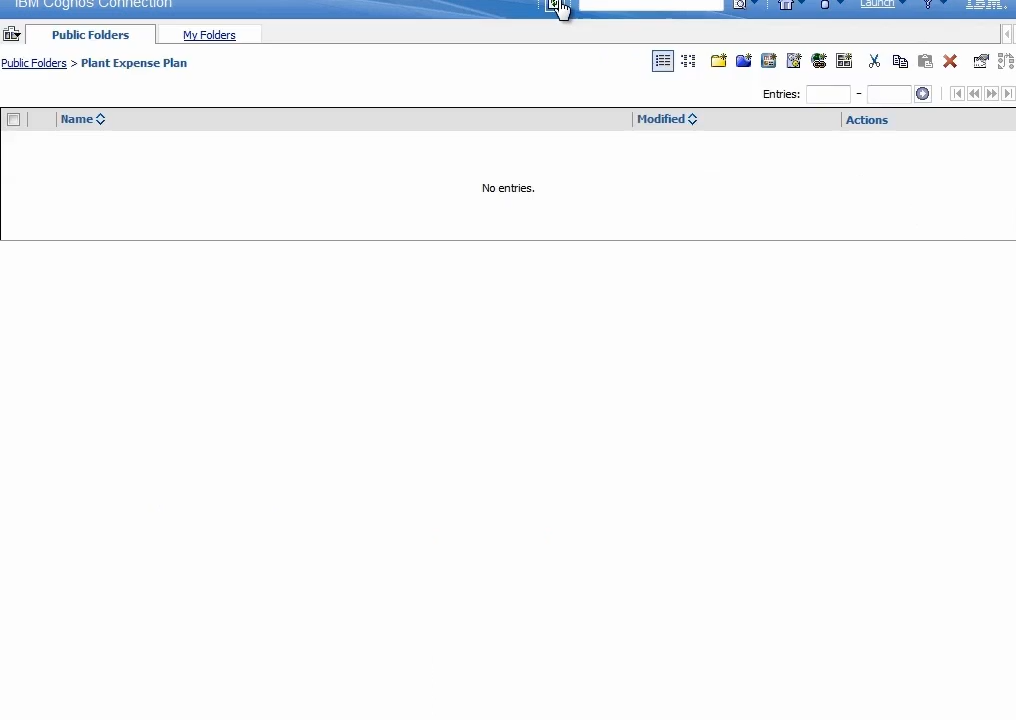 IBM Cognos Connection
Launch
IBM.
Public Folders
My Folders
Public Folders > Plant Expense Plan
Entries: -
Name
Modified
Actions
No entries.